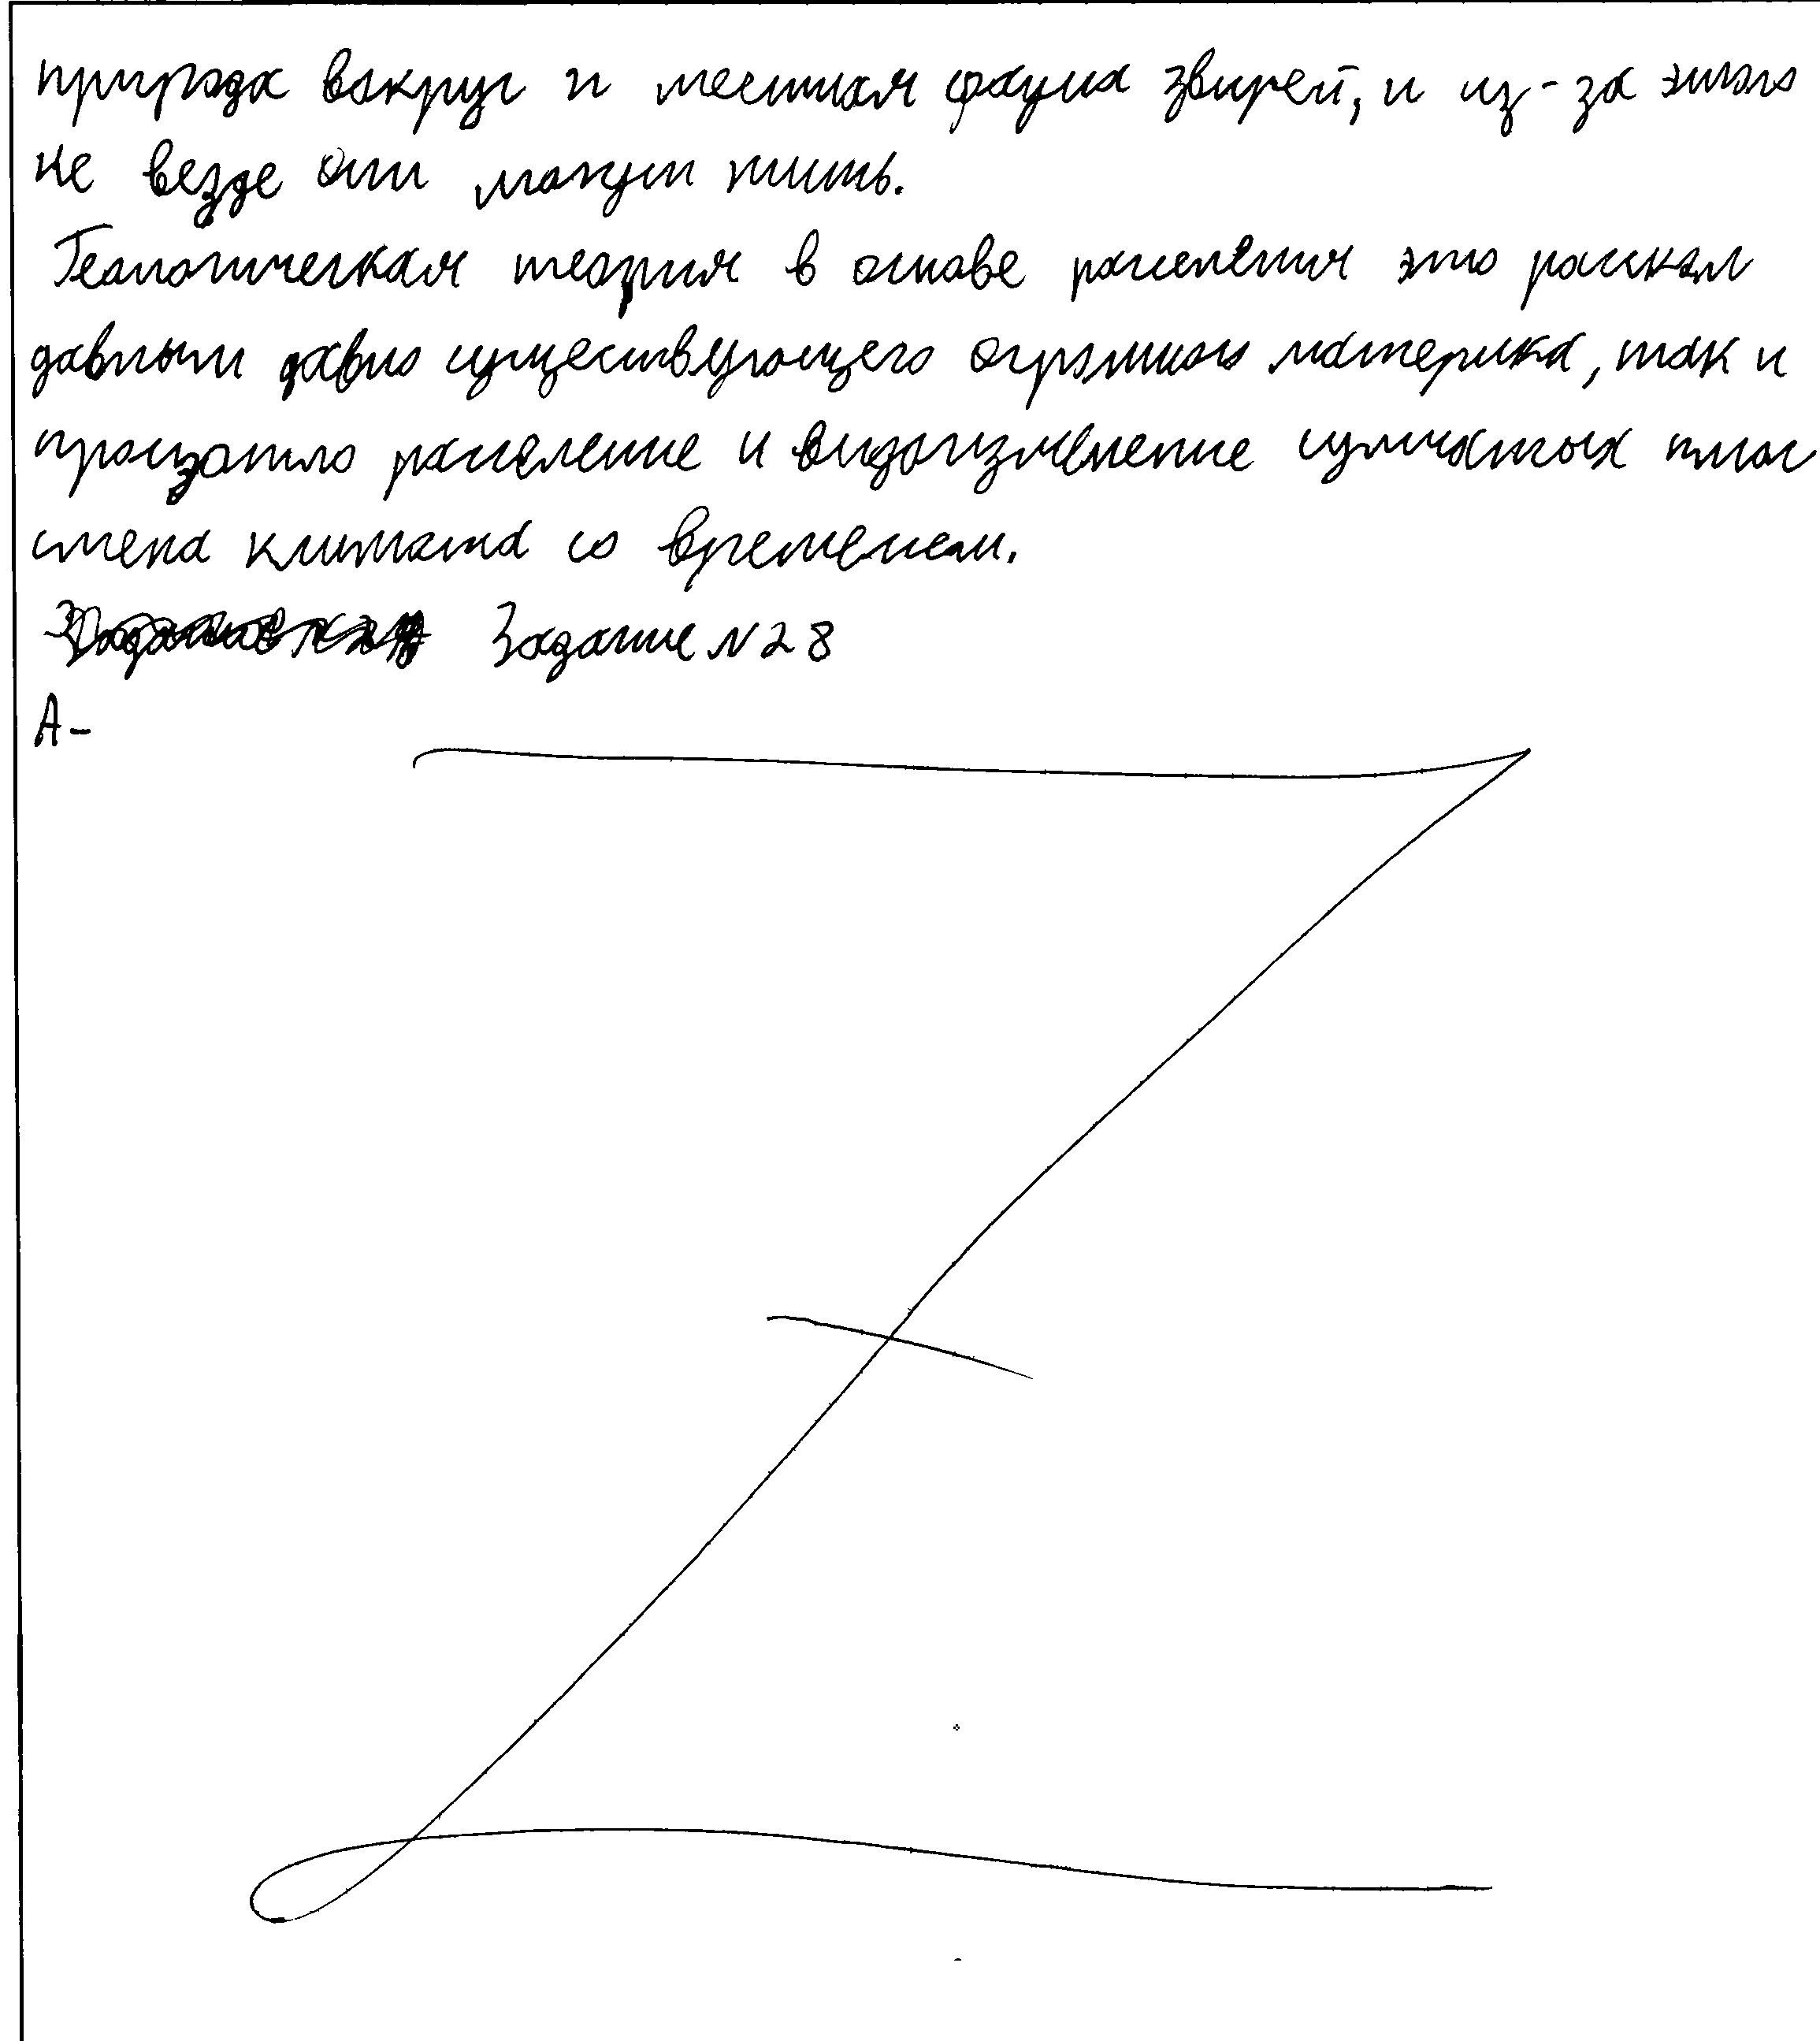 природа вокруг и местная фауна зверей, и из-за этого
не везде они могут жить.
Геологическая теория в основе расселения это раскол
давным давно существующего огромного материка, так и
произошло расселение и видоизменение сумчатых плюс
смена климата со временем.
Задание №28
А-